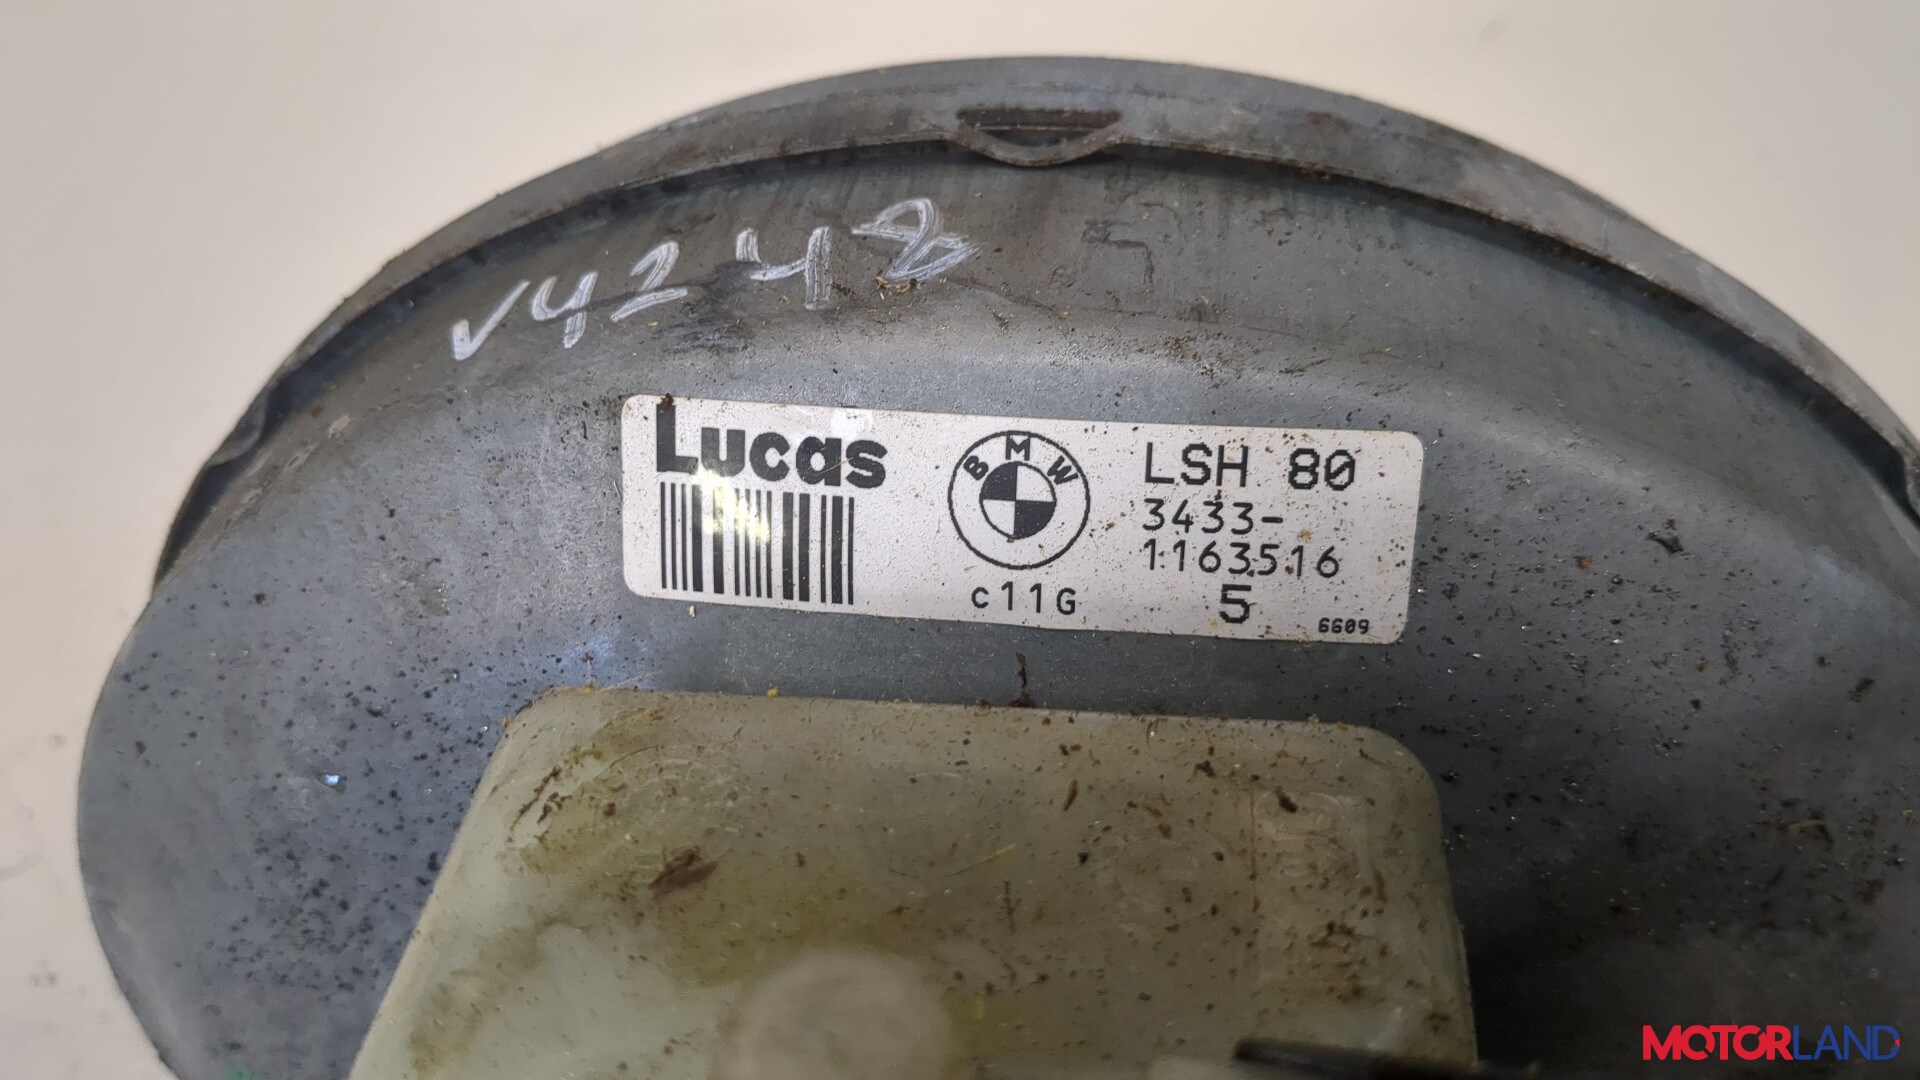 V4248
Lucas
BMW
LSH 80
3433-
1163516
c11G
5
6609
MOTORLAND